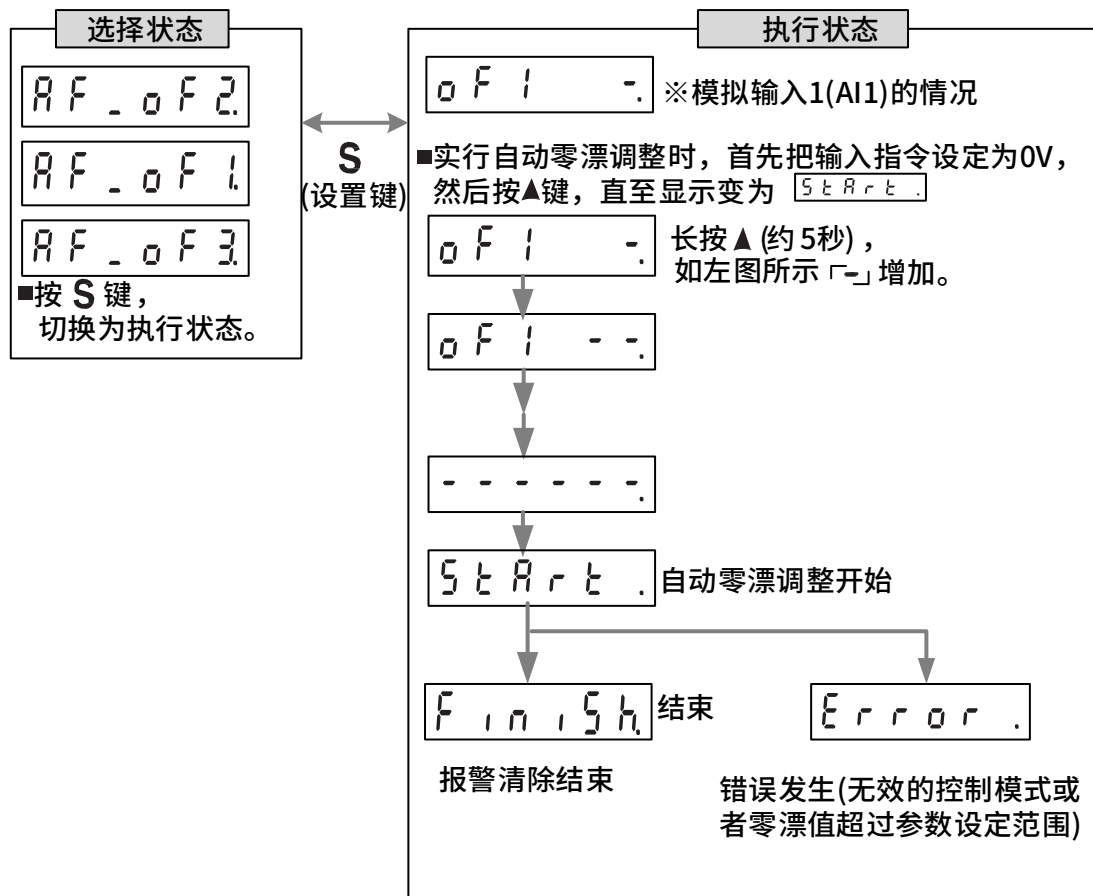 选择状态
AF_oF2.
AF_oF1.
AF_oF3.
■按 S 键，
切换为执行状态。
S
(设置键)
执行状态
oF1 -.
※模拟输入1(AI1)的情况
■实行自动零漂调整时，首先把输入指令设定为0V，
然后按▲键，直至显示变为 StArt .
oF1 -.
长按▲(约5秒)，
如左图所示「-」增加。
oF1 --.
------.
StArt .
自动零漂调整开始
FiniSh.
结束
Error .
报警清除结束
错误发生(无效的控制模式或
者零漂值超过参数设定范围)